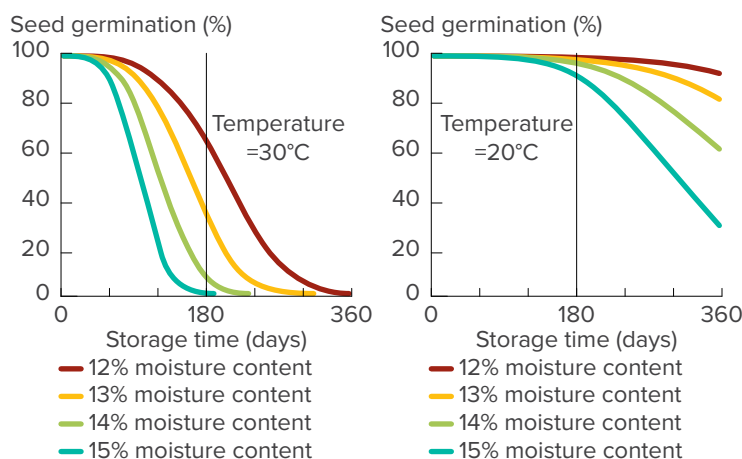 Seed germination (%)
100
80
60
40
20
0
0
180
360
Temperature
=30°C
Storage time (days)
12% moisture content
13% moisture content
14% moisture content
15% moisture content
Seed germination (%)
100
80
60
40
20
0
0
180
360
Temperature
=20°C
Storage time (days)
12% moisture content
13% moisture content
14% moisture content
15% moisture content